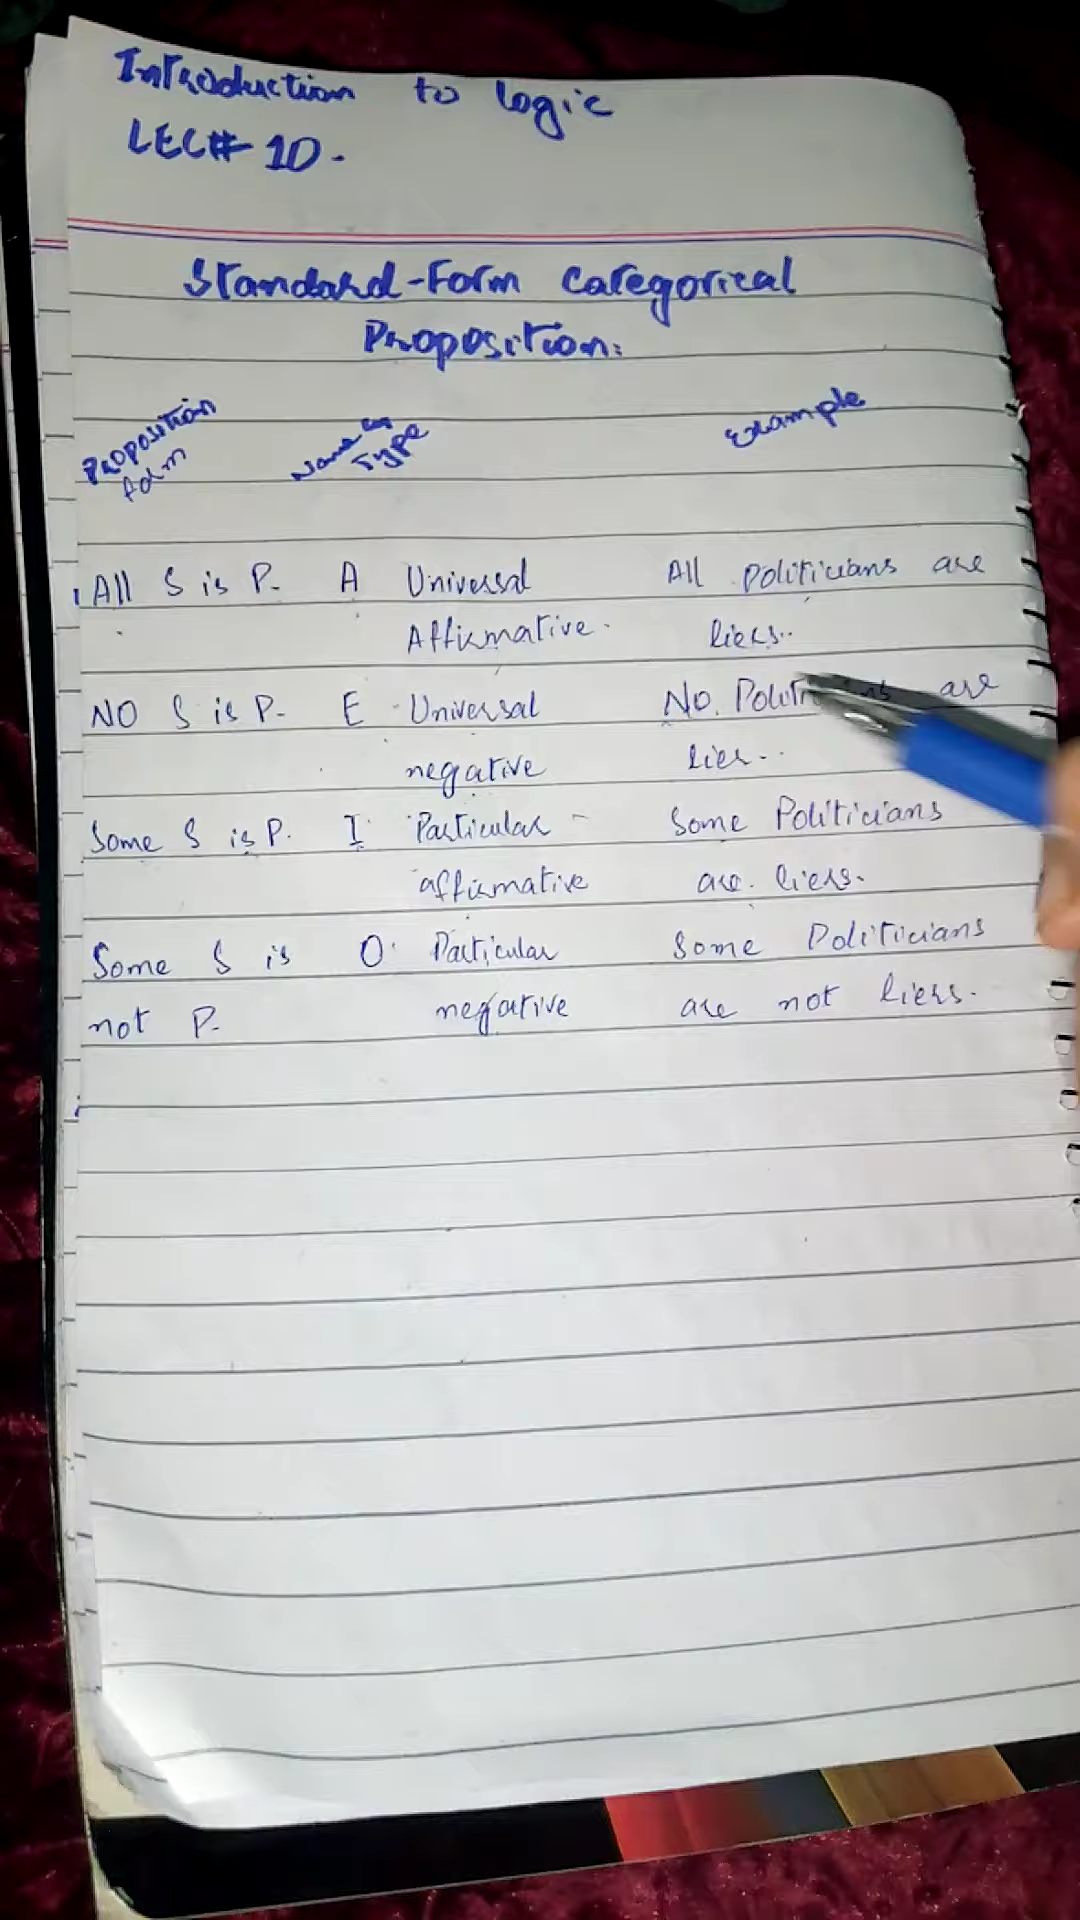 Introduction to logic
LEC# 10.
Standard-Form Categorical
Proposition:
Proposition form Name & Type Example
1 All S is P. A Universal All politicians are
Affirmative. liers..
NO S is P. E Universal No. are
negative lier..
Some S is P. I Particular Some Politicians
affirmative are liers.
Some S is O Particular Some Politicians
not P. negative are not liers.